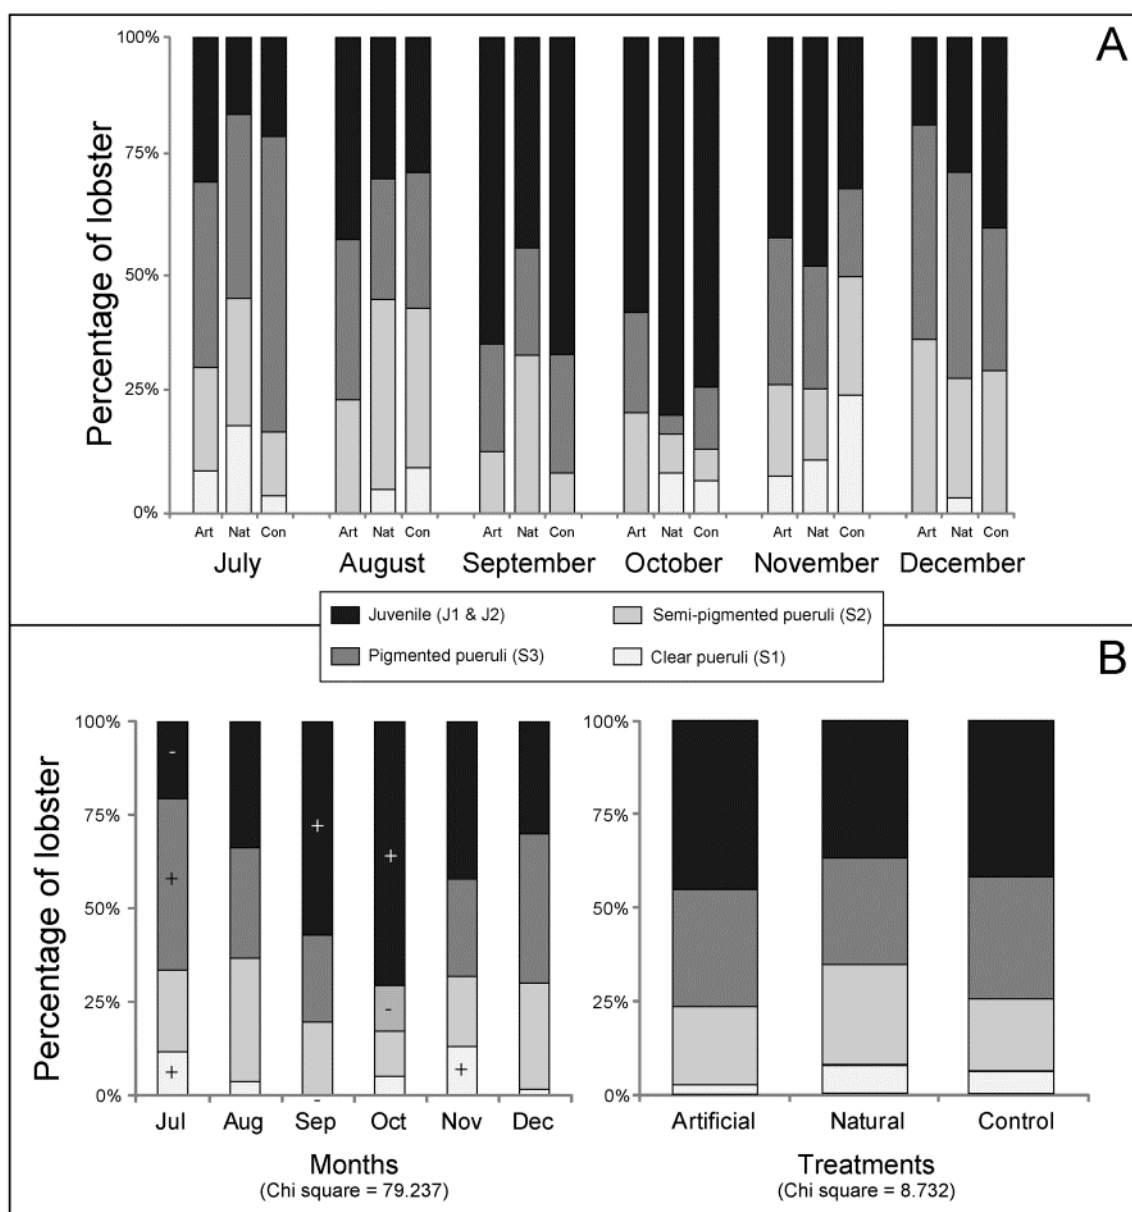 A
Percentage of lobster
100%
75%
50%
25%
0%
Art Nat Con Art Nat Con Art Nat Con Art Nat Con Art Nat Con Art Nat Con
July August September October November December
Juvenile (J1 & J2) Semi-pigmented pueruli (S2)
Pigmented pueruli (S3) Clear pueruli (S1)
B
Percentage of lobster
100%
75%
50%
25%
0%
-
+
+
+
+
-
+
-
Jul Aug Sep Oct Nov Dec
Months
(Chi square = 79.237)
100%
75%
50%
25%
0%
Artificial Natural Control
Treatments
(Chi square = 8.732)